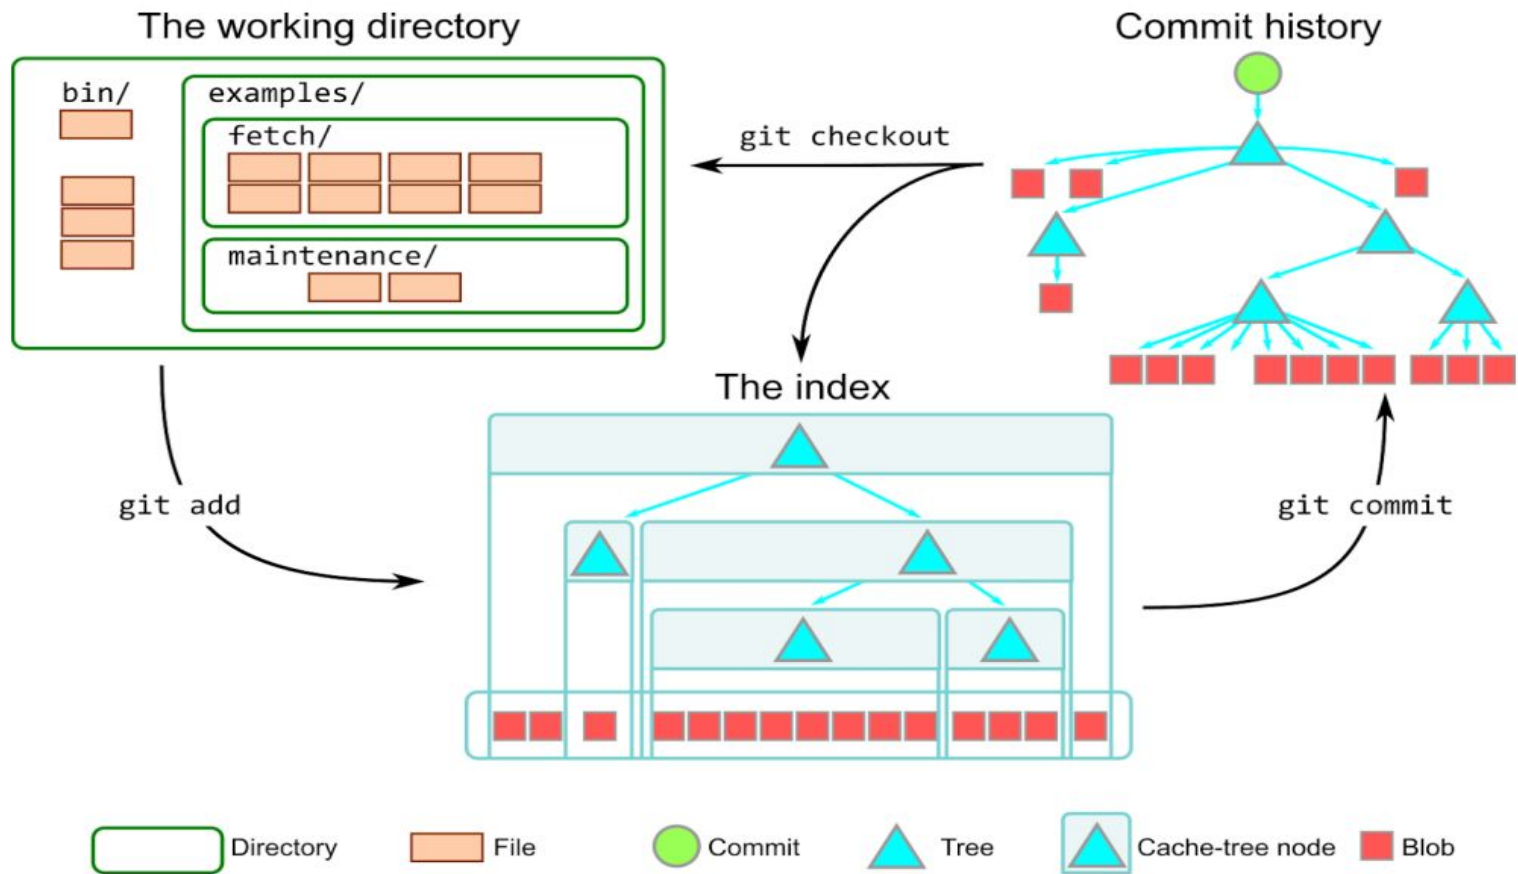 The working directory
Commit history
bin/
examples/
fetch/
maintenance/
git checkout
The index
git add
git commit
Directory
File
Commit
Tree
Cache-tree node
Blob